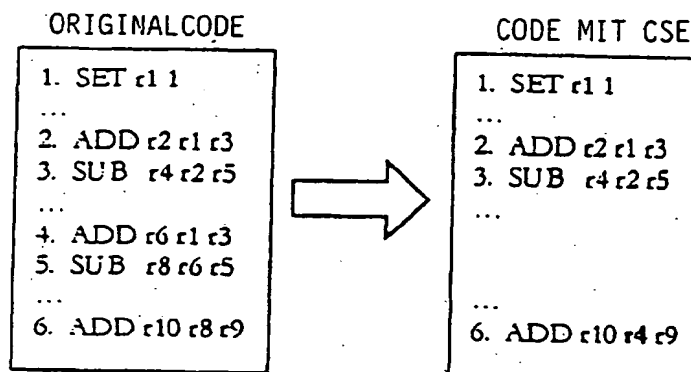 ORIGINALCODE
1. SET r1 1
...
2. ADD r2 r1 r3
3. SUB r4 r2 r5
...
4. ADD r6 r1 r3
5. SUB r8 r6 r5
...
6. ADD r10 r8 r9
CODE MIT CSE
1. SET r1 1
...
2. ADD r2 r1 r3
3. SUB r4 r2 r5
...
...
6. ADD r10 r4 r9